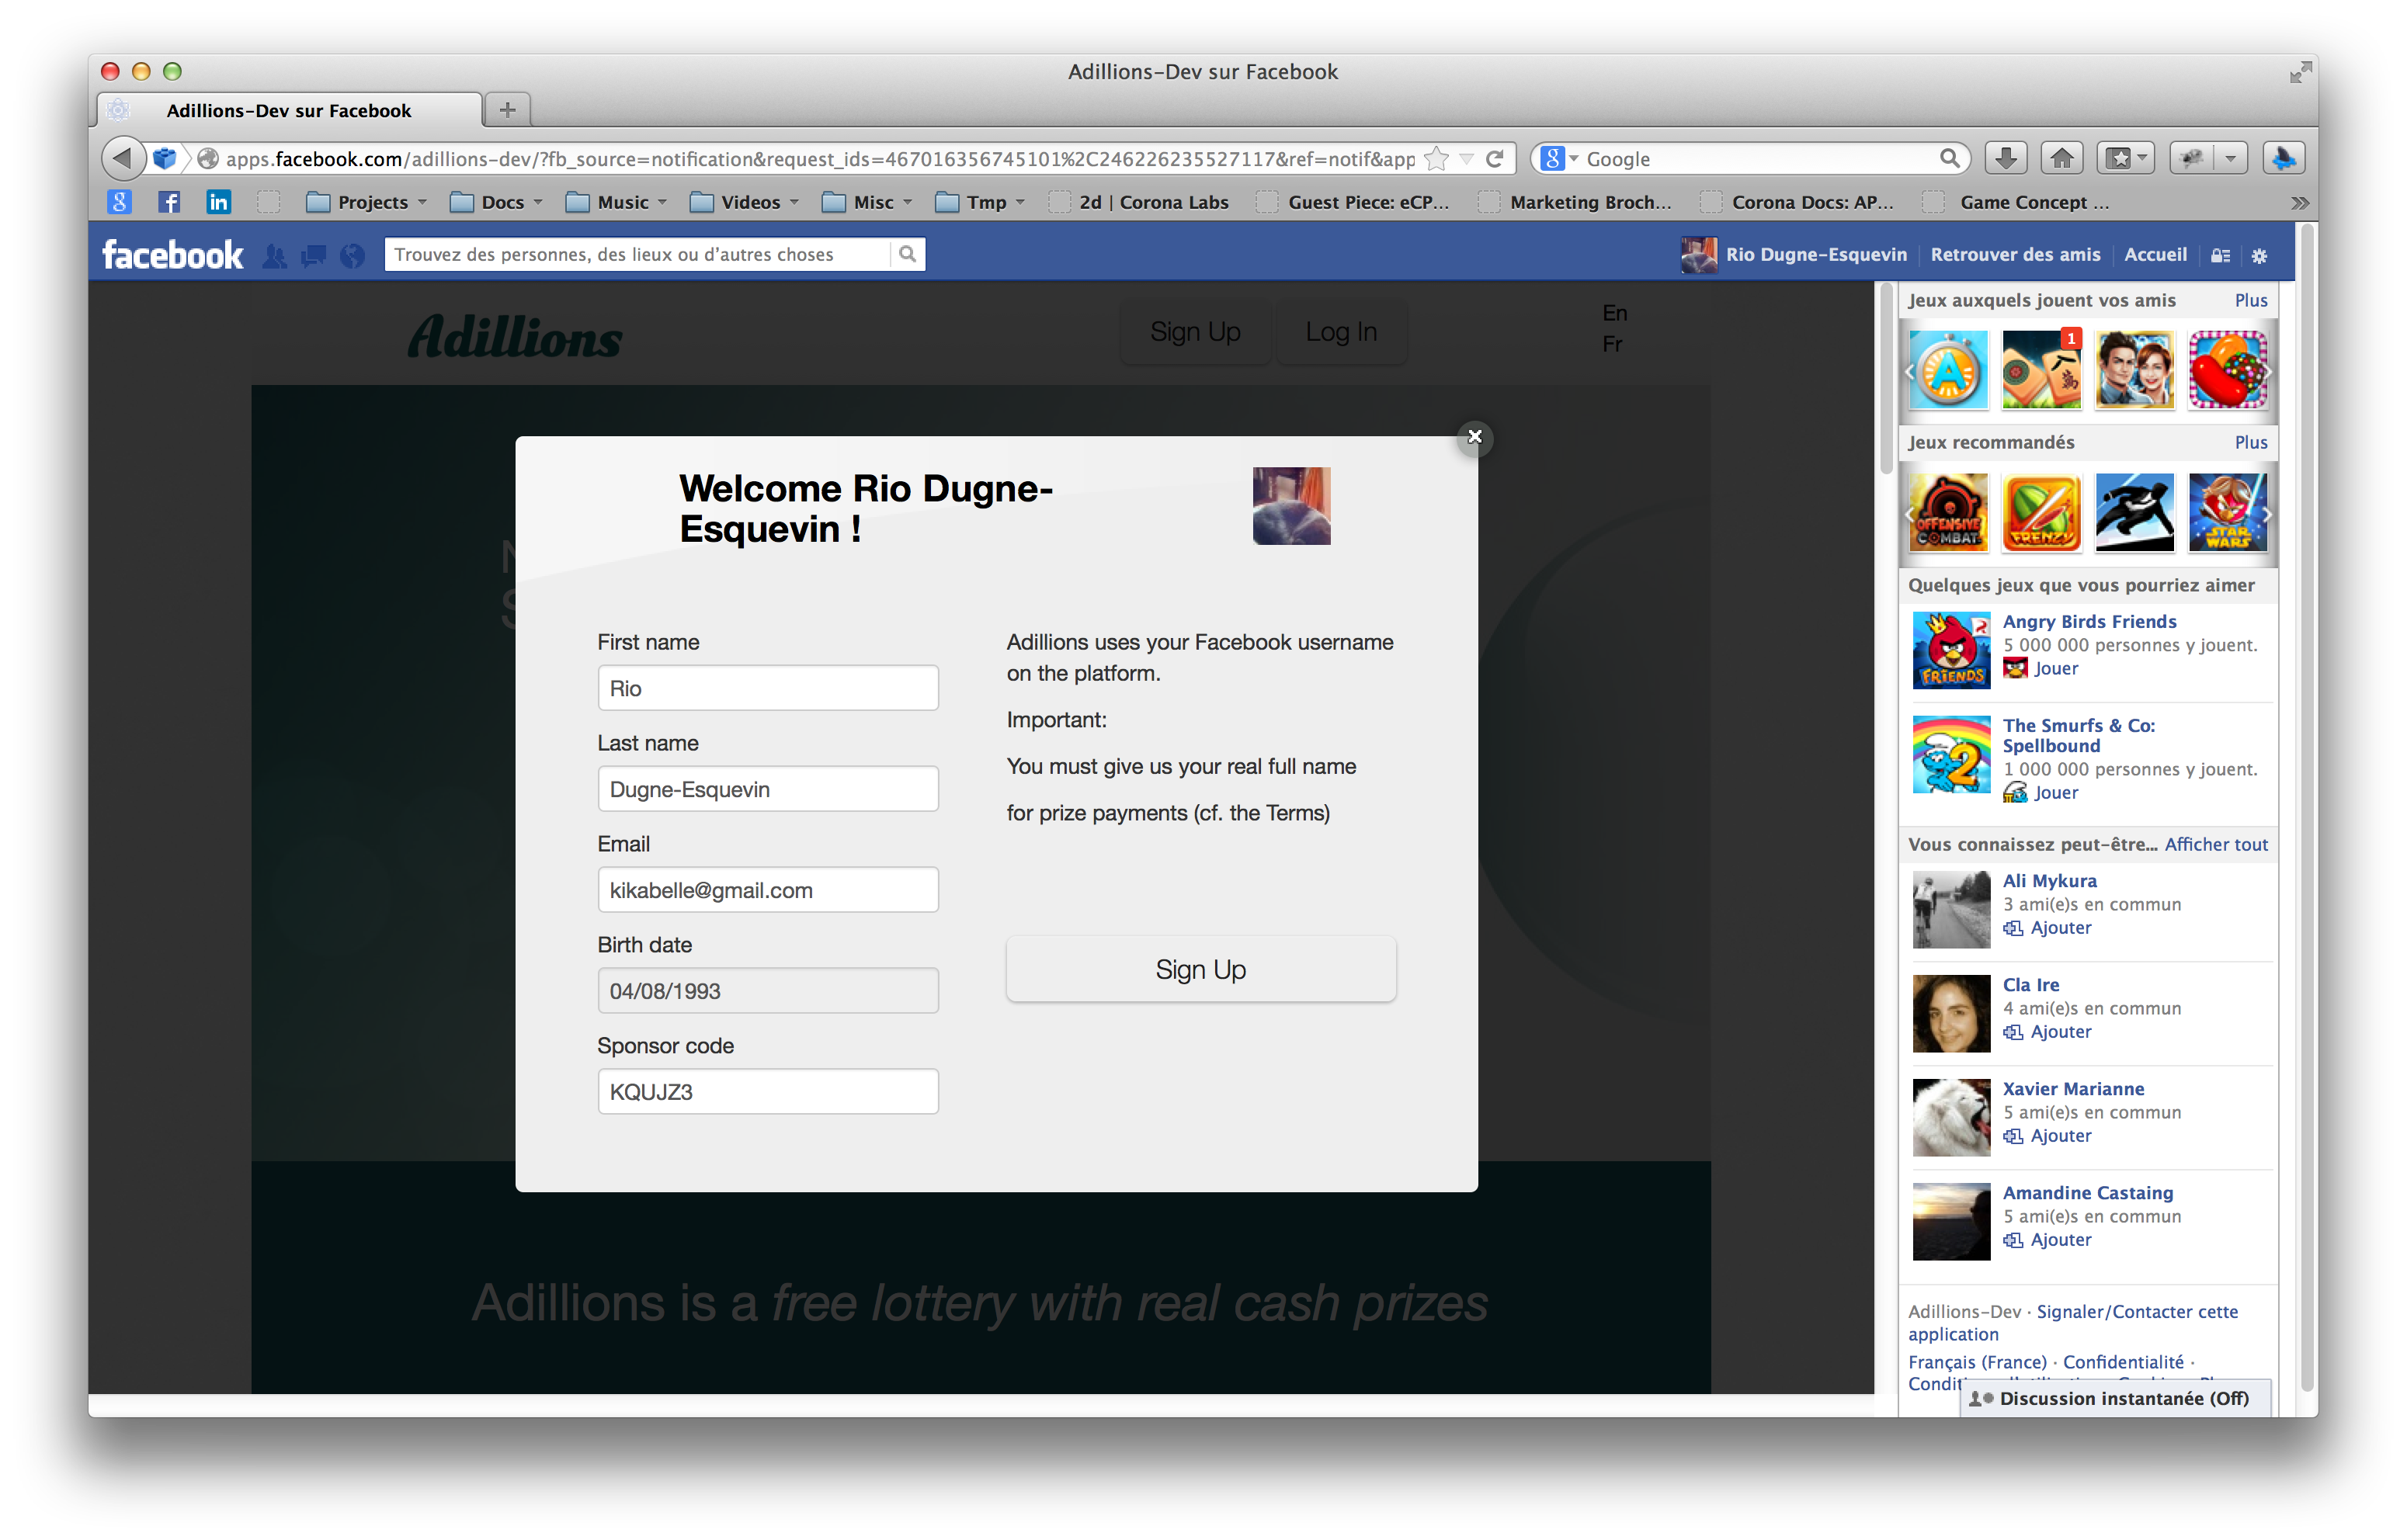 Adillions-Dev sur Facebook
Adillions-Dev sur Facebook
apps.facebook.com/adillions-dev/?fb_source=notification&request_ids=467016356745101%2C246226235527117&ref=notif&app
Google
Projects
Docs
Music
Videos
Misc
Tmp
2d | Corona Labs
Guest Piece: eCP...
Marketing Broch...
Corona Docs: AP...
Game Concept ...
facebook
Trouvez des personnes, des lieux ou d’autres choses
Rio Dugne-Esquevin
Retrouver des amis
Accueil
Adillions
Sign Up
Log In
En
Fr
Welcome Rio Dugne-
Esquevin !
First name
Rio
Last name
Dugne-Esquevin
Email
kikabelle@gmail.com
Birth date
04/08/1993
Sponsor code
KQUJZ3
Adillions uses your Facebook username
on the platform.
Important:
You must give us your real full name
for prize payments (cf. the Terms)
Sign Up
Adillions is a free lottery with real cash prizes
Jeux auxquels jouent vos amis
Plus
A
1
Jeux recommandés
Plus
OFFENSIVE
COMBAT
FRENZY
STAR
WARS
Quelques jeux que vous pourriez aimer
FRIENDS
Angry Birds Friends
5 000 000 personnes y jouent.
Jouer
2
The Smurfs & Co:
Spellbound
1 000 000 personnes y jouent.
Jouer
Vous connaissez peut-être...
Afficher tout
Ali Mykura
3 ami(e)s en commun
Ajouter
Cla Ire
4 ami(e)s en commun
Ajouter
Xavier Marianne
5 ami(e)s en commun
Ajouter
Amandine Castaing
5 ami(e)s en commun
Ajouter
Adillions-Dev · Signaler/Contacter cette
application
Français (France) · Confidentialité ·
Discussion instantanée (Off)